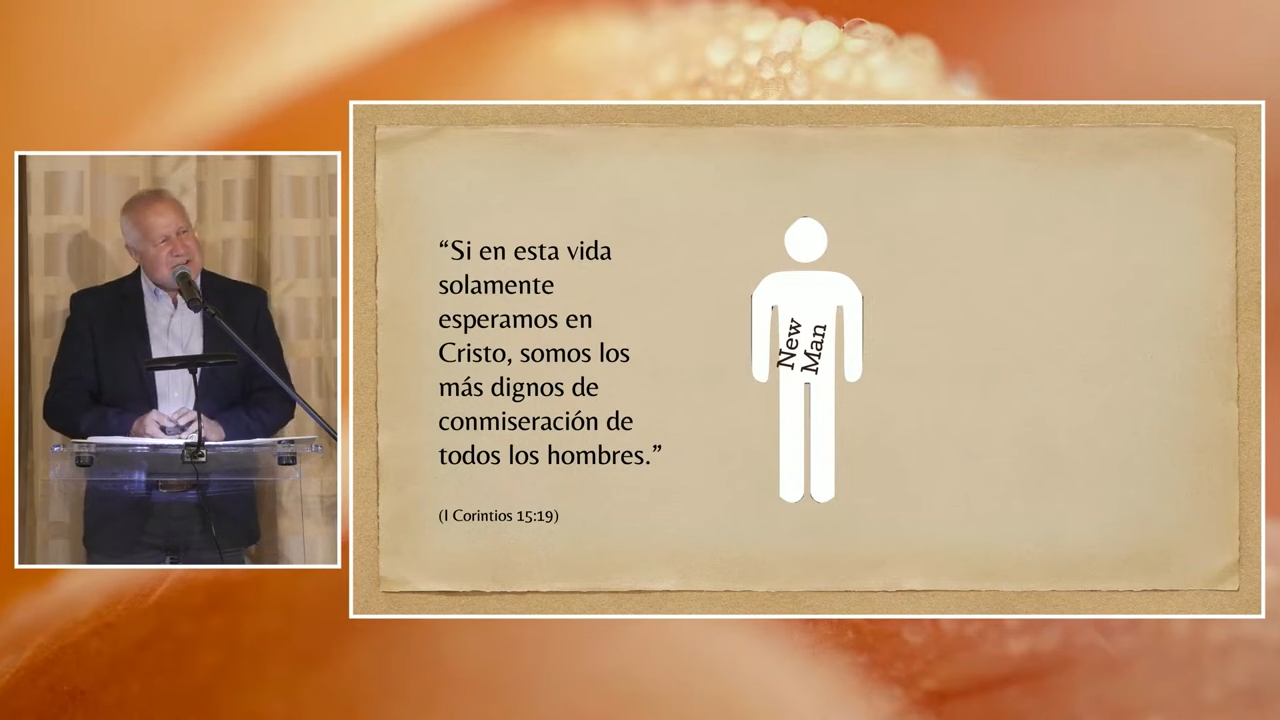 “Si en esta vida
solamente
esperamos en
Cristo, somos los
más dignos de
conmiseración de
todos los hombres.”
(I Corintios 15:19)
New
Man